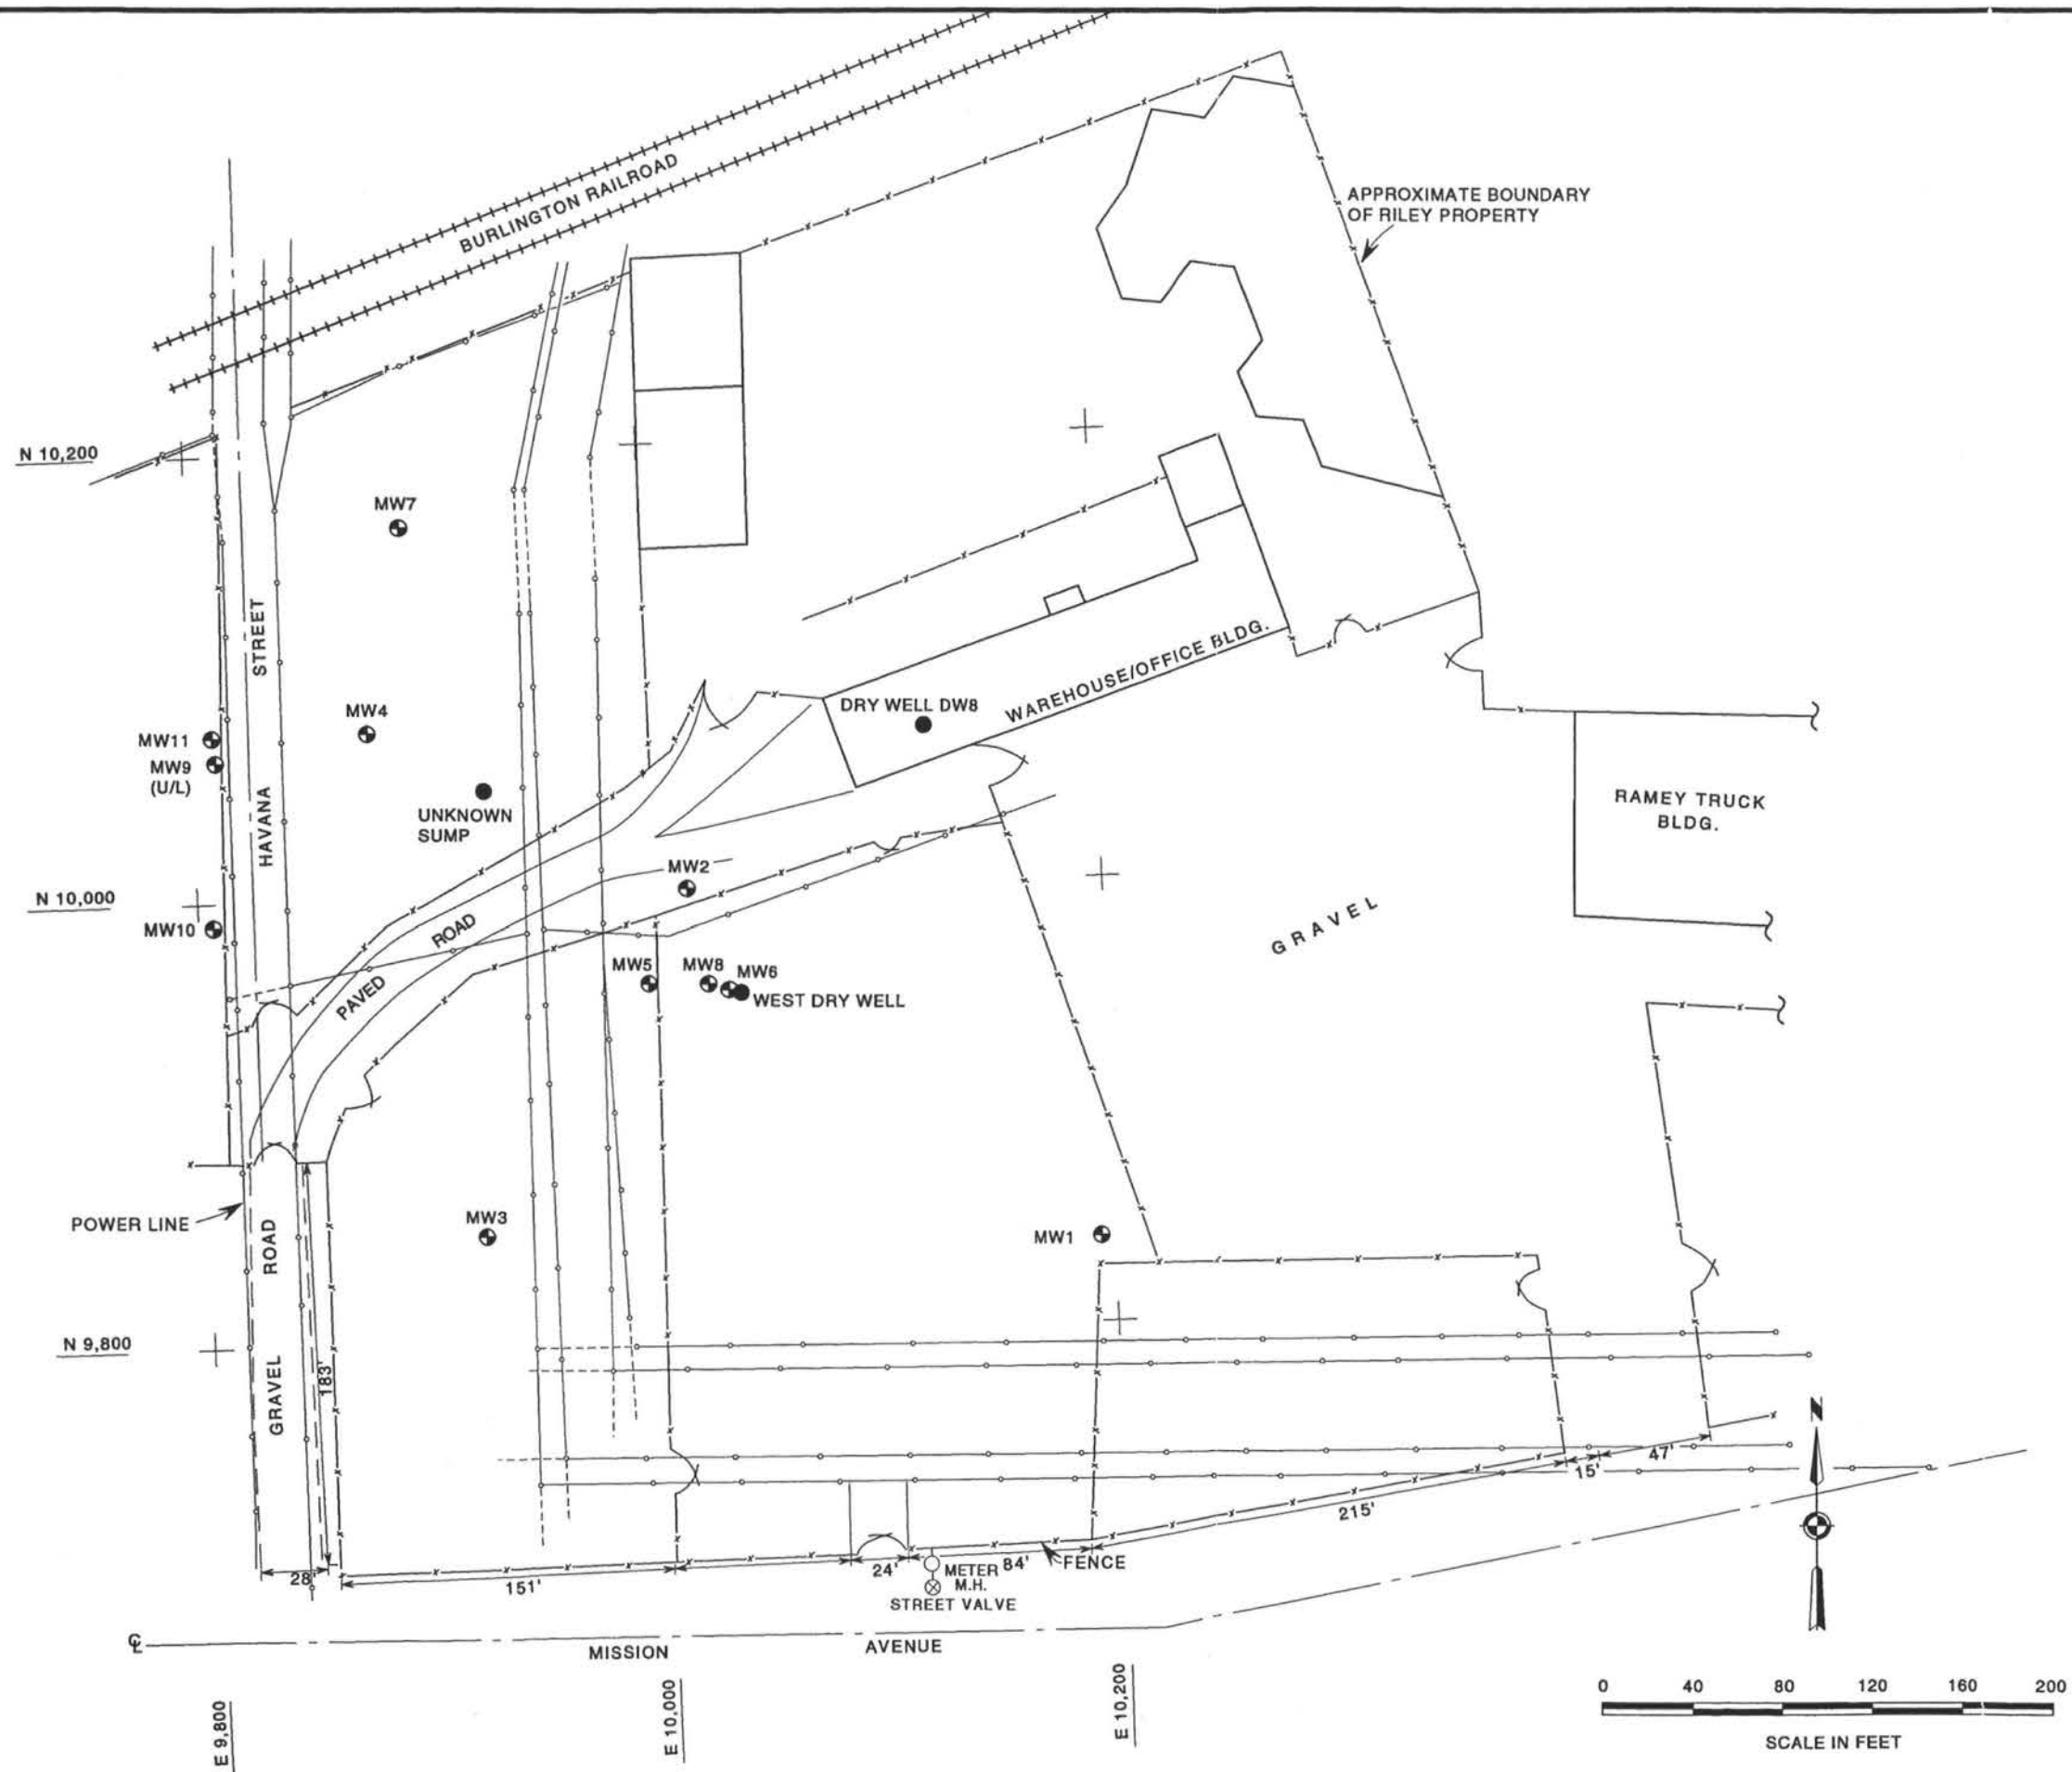 BURLINGTON RAILROAD
APPROXIMATE BOUNDARY
OF RILEY PROPERTY
N 10,200
MW7
STREET
HAVANA
MW4
MW11
MW9
(U/L)
UNKNOWN
SUMP
DRY WELL DW8
WAREHOUSE/OFFICE BLDG.
RAMEY TRUCK
BLDG.
MW2
N 10,000
MW10
PAVED
ROAD
GRAVEL
MW5
MW8
MW6
WEST DRY WELL
POWER LINE
MW3
MW1
GRAVEL ROAD
N 9,800
183'
N
47'
15'
215'
28'
151'
24'
84'
METER
M.H.
FENCE
STREET VALVE
MISSION AVENUE
E 9,800
E 10,000
E 10,200
0 40 80 120 160 200
SCALE IN FEET